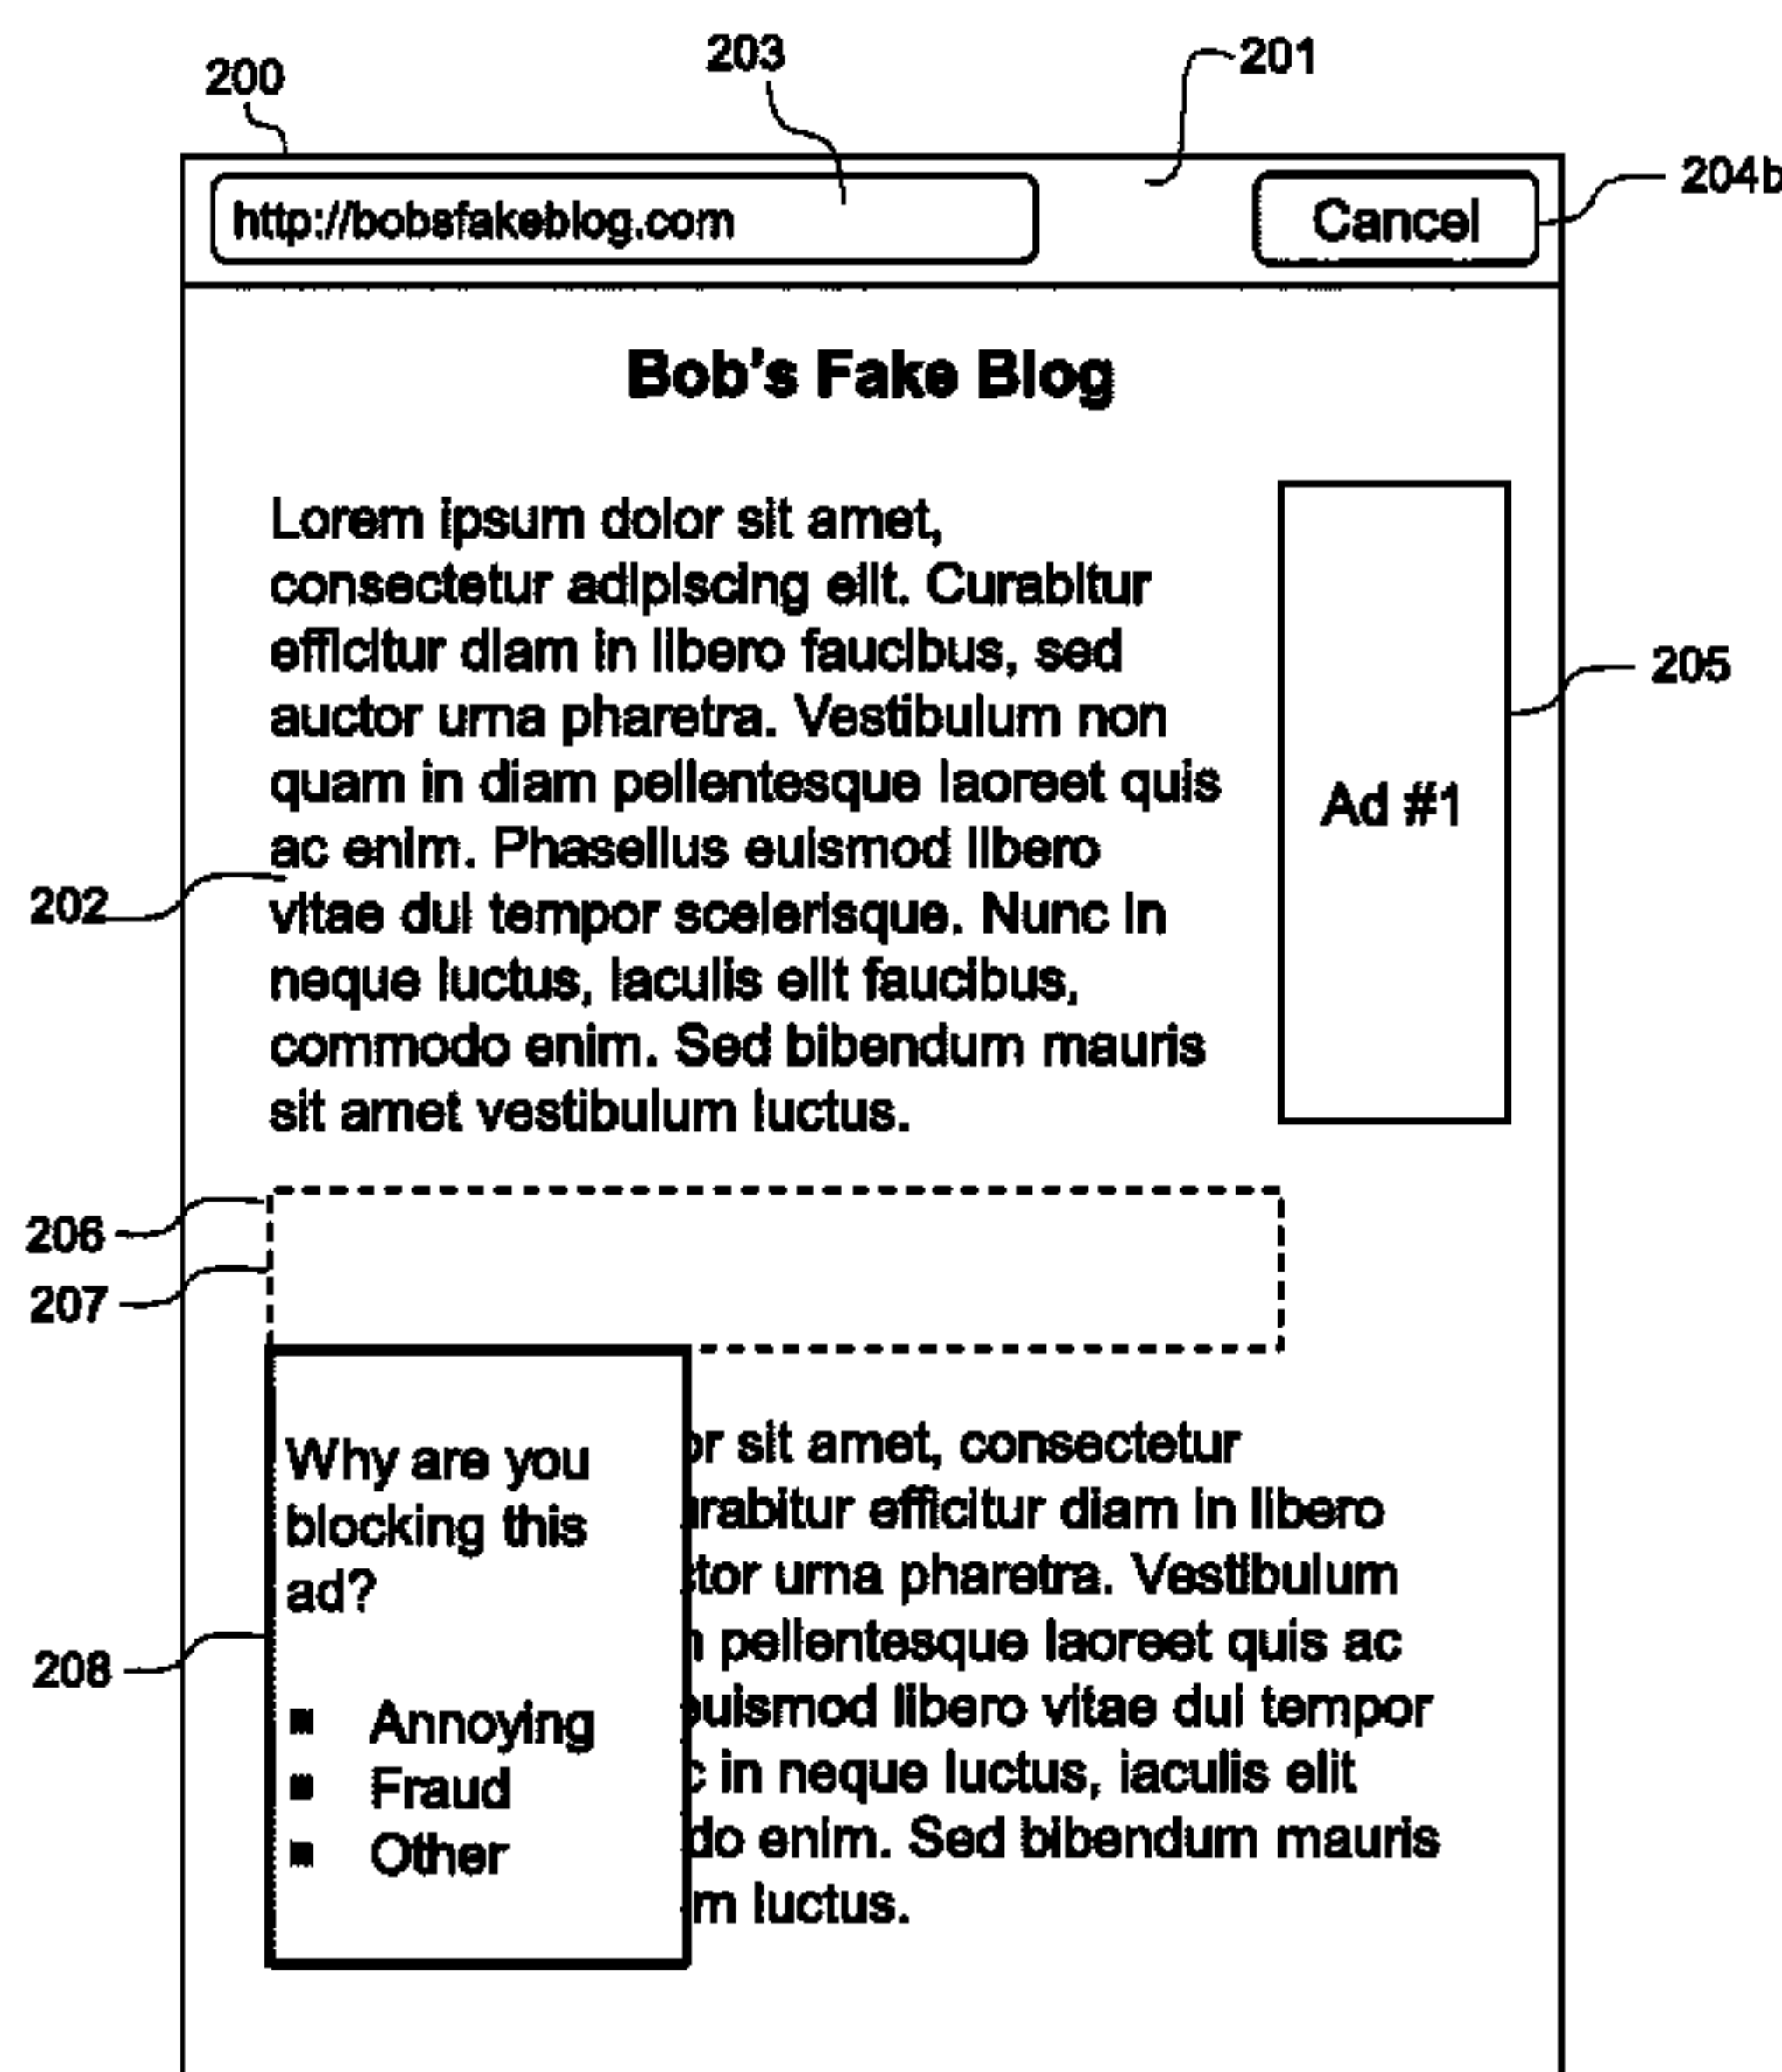 203
201
200
204b
http://bobsfakeblog.com
Cancel
Bob's Fake Blog
Lorem ipsum dolor sit amet,
consectetur adipiscing elit. Curabitur
efficitur diam in libero faucibus, sed
auctor urna pharetra. Vestibulum non
quam in diam pellentesque laoreet quis
ac enim. Phasellus euismod libero
vitae dui tempor scelerisque. Nunc in
neque luctus, iaculis elit faucibus,
commodo enim. Sed bibendum mauris
sit amet vestibulum luctus.
205
Ad #1
202
206
207
Why are you
blocking this
ad?
208
Annoying
Fraud
Other
or sit amet, consectetur
rabitur efficitur diam in libero
tor urna pharetra. Vestibulum
pellentesque laoreet quis ac
uismod libero vitae dui tempor
c in neque luctus, iaculis elit
do enim. Sed bibendum mauris
m luctus.